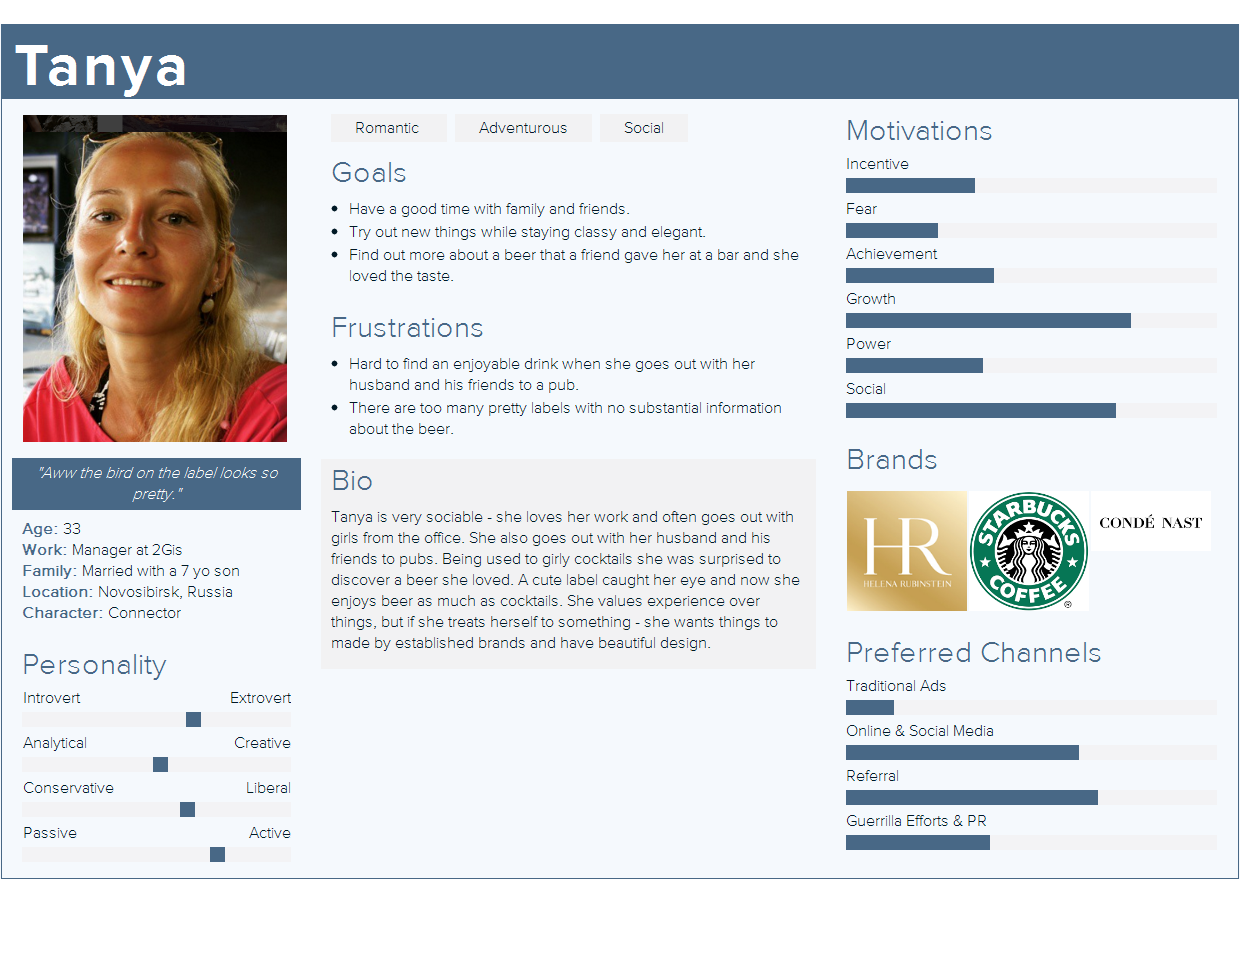 Tanya
"Aww the bird on the label looks so
pretty."
Age: 33
Work: Manager at 2Gis
Family: Married with a 7 yo son
Location: Novosibirsk, Russia
Character: Connector
Personality
Introvert Extrovert
Analytical Creative
Conservative Liberal
Passive Active
Romantic Adventurous Social
Goals
Have a good time with family and friends.
Try out new things while staying classy and elegant.
Find out more about a beer that a friend gave her at a bar and she
loved the taste.
Frustrations
Hard to find an enjoyable drink when she goes out with her
husband and his friends to a pub.
There are too many pretty labels with no substantial information
about the beer.
Bio
Tanya is very sociable - she loves her work and often goes out with
girls from the office. She also goes out with her husband and his
friends to pubs. Being used to girly cocktails she was surprised to
discover a beer she loved. A cute label caught her eye and now she
enjoys beer as much as cocktails. She values experience over
things, but if she treats herself to something - she wants things to
made by established brands and have beautiful design.
Motivations
Incentive
Fear
Achievement
Growth
Power
Social
Brands
HR
HELENA RUBINSTEIN
STARBUCKS
COFFEE
®
CONDÉ NAST
Preferred Channels
Traditional Ads
Online & Social Media
Referral
Guerrilla Efforts & PR